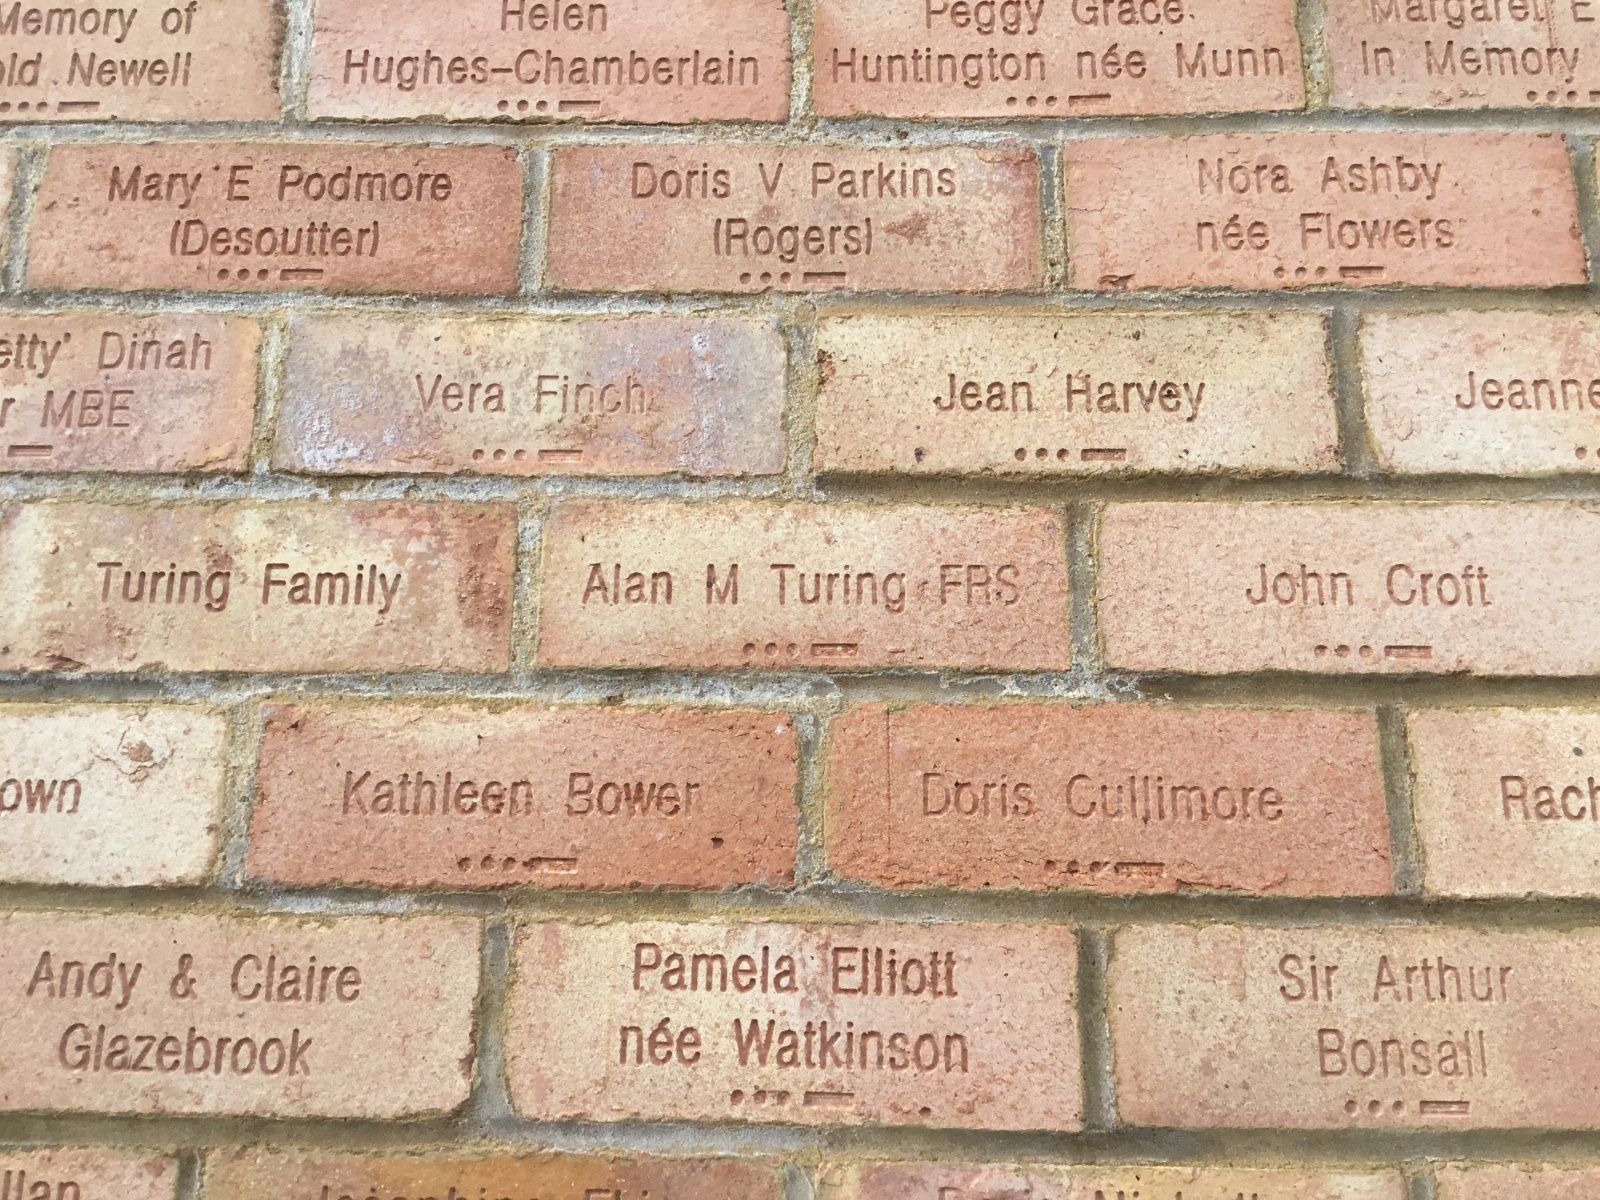 Memory of
Newell
Helen
Hughes-Chamberlain
Peggy Grace
Huntington née Munn
Margaret E
In Memory
Mary E Podmore
(Desoutter)
Doris V Parkins
(Rogers)
Nora Ashby
née Flowers
Dinah
MBE
Vera Finch
Jean Harvey
Jeanne
Turing Family
Alan M Turing FRS
John Croft
Kathleen Bower
Doris Cullimore
Andy & Claire
Glazebrook
Pamela Elliott
née Watkinson
Sir Arthur
Bonsall